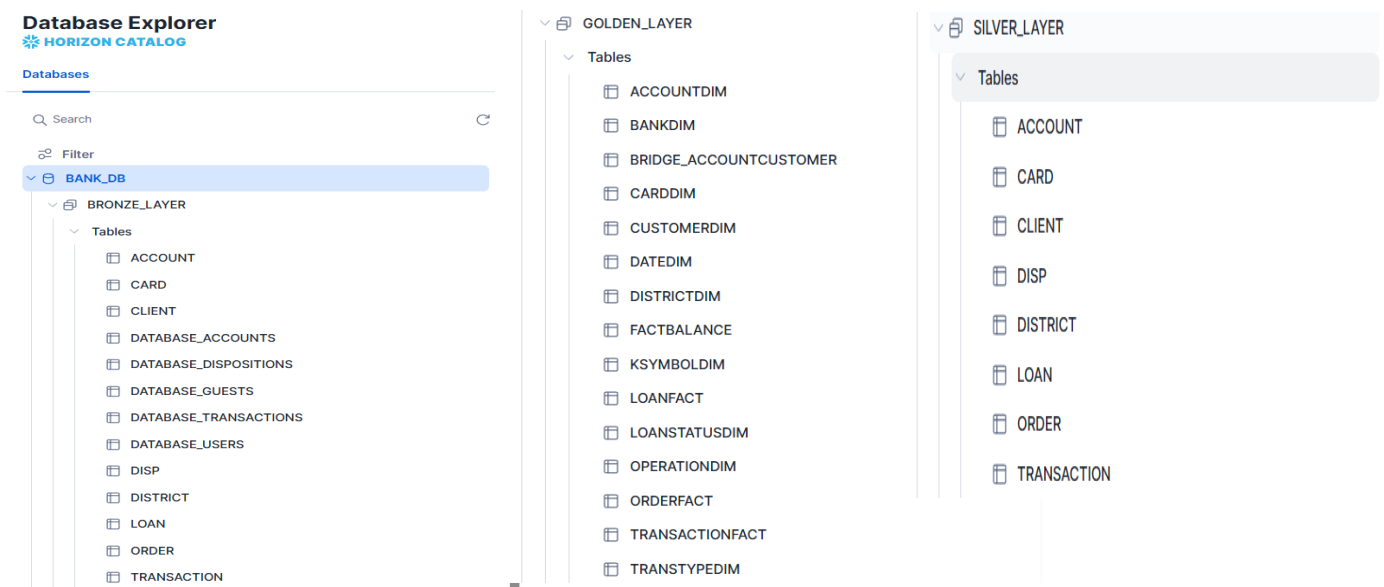 Database Explorer
HORIZON CATALOG
Databases
Search
Filter
BANK_DB
BRONZE_LAYER
Tables
ACCOUNT
CARD
CLIENT
DATABASE_ACCOUNTS
DATABASE_DISPOSITIONS
DATABASE_GUESTS
DATABASE_TRANSACTIONS
DATABASE_USERS
DISP
DISTRICT
LOAN
ORDER
TRANSACTION
GOLDEN_LAYER
Tables
ACCOUNTDIM
BANKDIM
BRIDGE_ACCOUNTCUSTOMER
CARDDIM
CUSTOMERDIM
DATEDIM
DISTRICTDIM
FACTBALANCE
KSYMBOLDIM
LOANFACT
LOANSTATUSDIM
OPERATIONDIM
ORDERFACT
TRANSACTIONFACT
TRANSTYPEDIM
SILVER_LAYER
Tables
ACCOUNT
CARD
CLIENT
DISP
DISTRICT
LOAN
ORDER
TRANSACTION